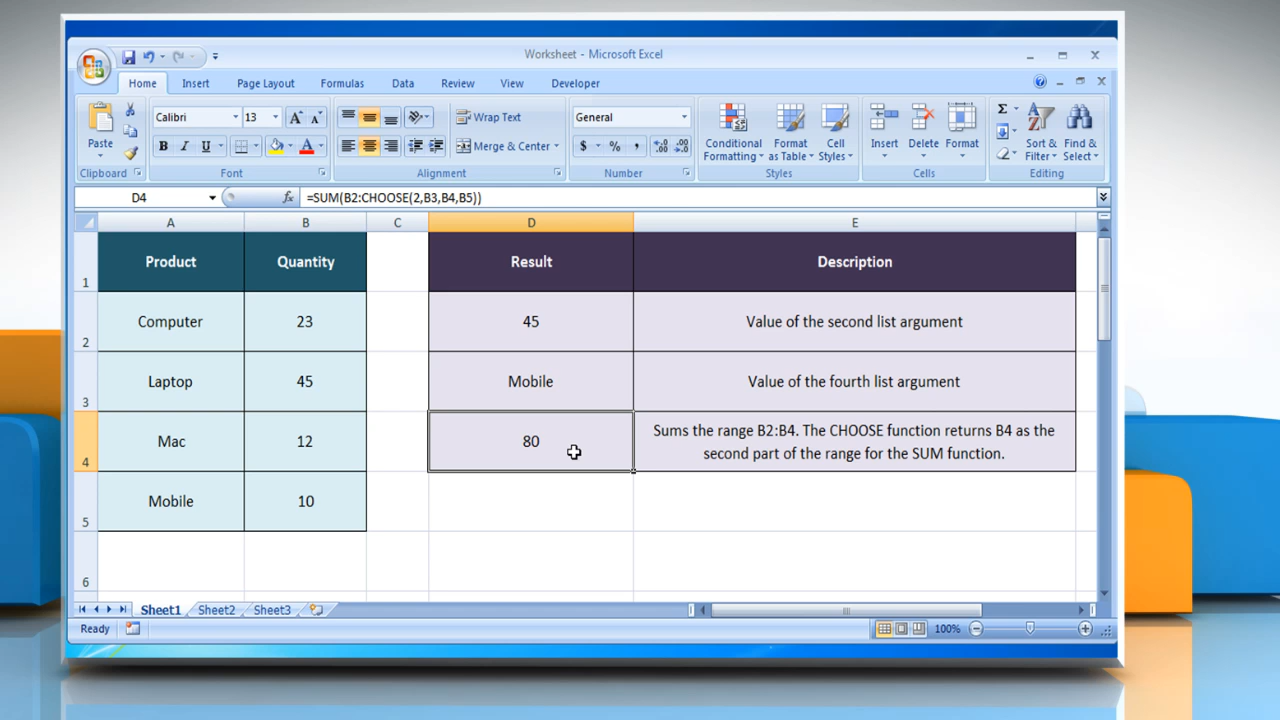 Worksheet - Microsoft Excel
Home Insert Page Layout Formulas Data Review View Developer
Calibri 13 A A Wrap Text General Conditional Formatting Format as Table Cell Styles Insert Delete Format Σ Sort & Filter Find & Select
Paste B I U A Merge & Center $ % , .0 .00 .00 .0
Clipboard Font Alignment Number Styles Cells Editing
D4 fx =SUM(B2:CHOOSE(2,B3,B4,B5))
A B C D E
1 Product Quantity Result Description
2 Computer 23 45 Value of the second list argument
3 Laptop 45 Mobile Value of the fourth list argument
4 Mac 12 80 Sums the range B2:B4. The CHOOSE function returns B4 as the
second part of the range for the SUM function.
5 Mobile 10
6
Sheet1 Sheet2 Sheet3
Ready 100%